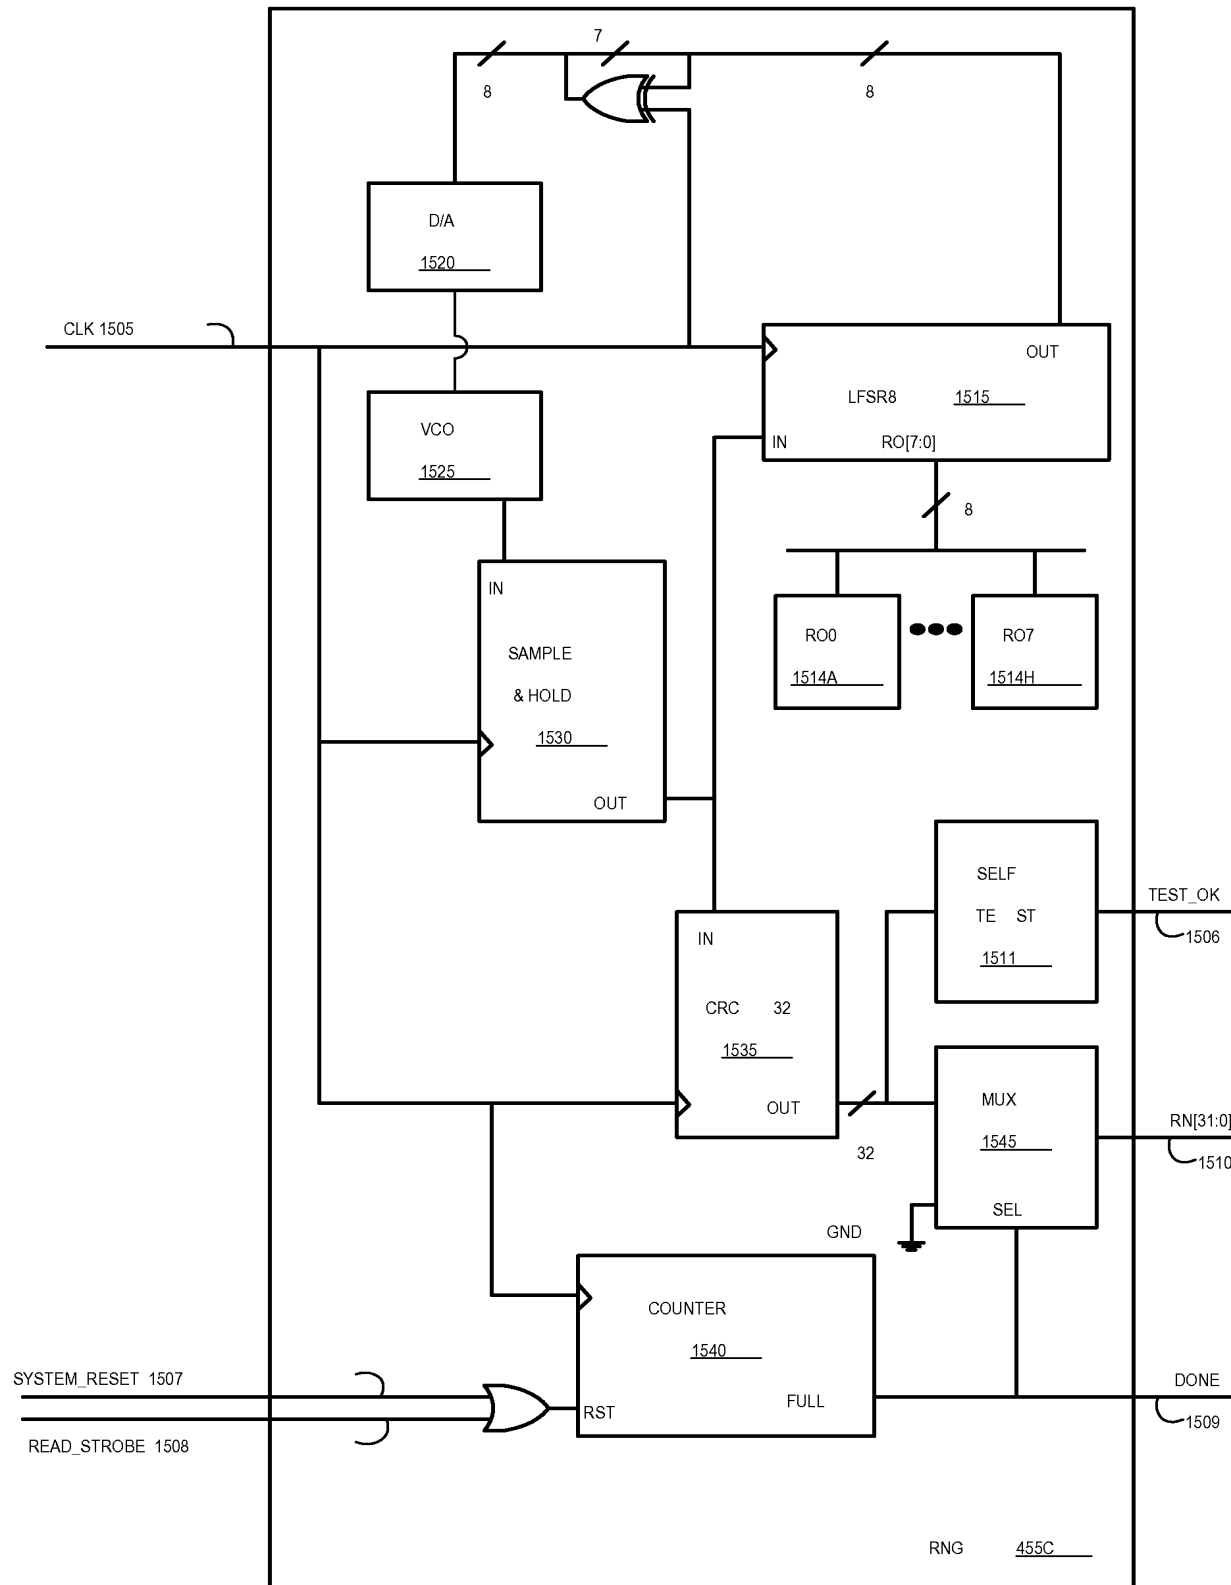 7
8
8
D/A
1520
CLK 1505
OUT
LFSR8 1515
VCO
IN RO[7:0]
1525
8
IN
RO0
RO7
SAMPLE
1514A
1514H
& HOLD
1530
OUT
SELF
TEST_OK
TE ST
1506
IN
1511
CRC 32
1535
MUX
OUT
RN[31:0]
1545
32
1510
SEL
GND
COUNTER
1540
SYSTEM_RESET 1507
DONE
FULL
RST
1509
READ_STROBE 1508
RNG 455C